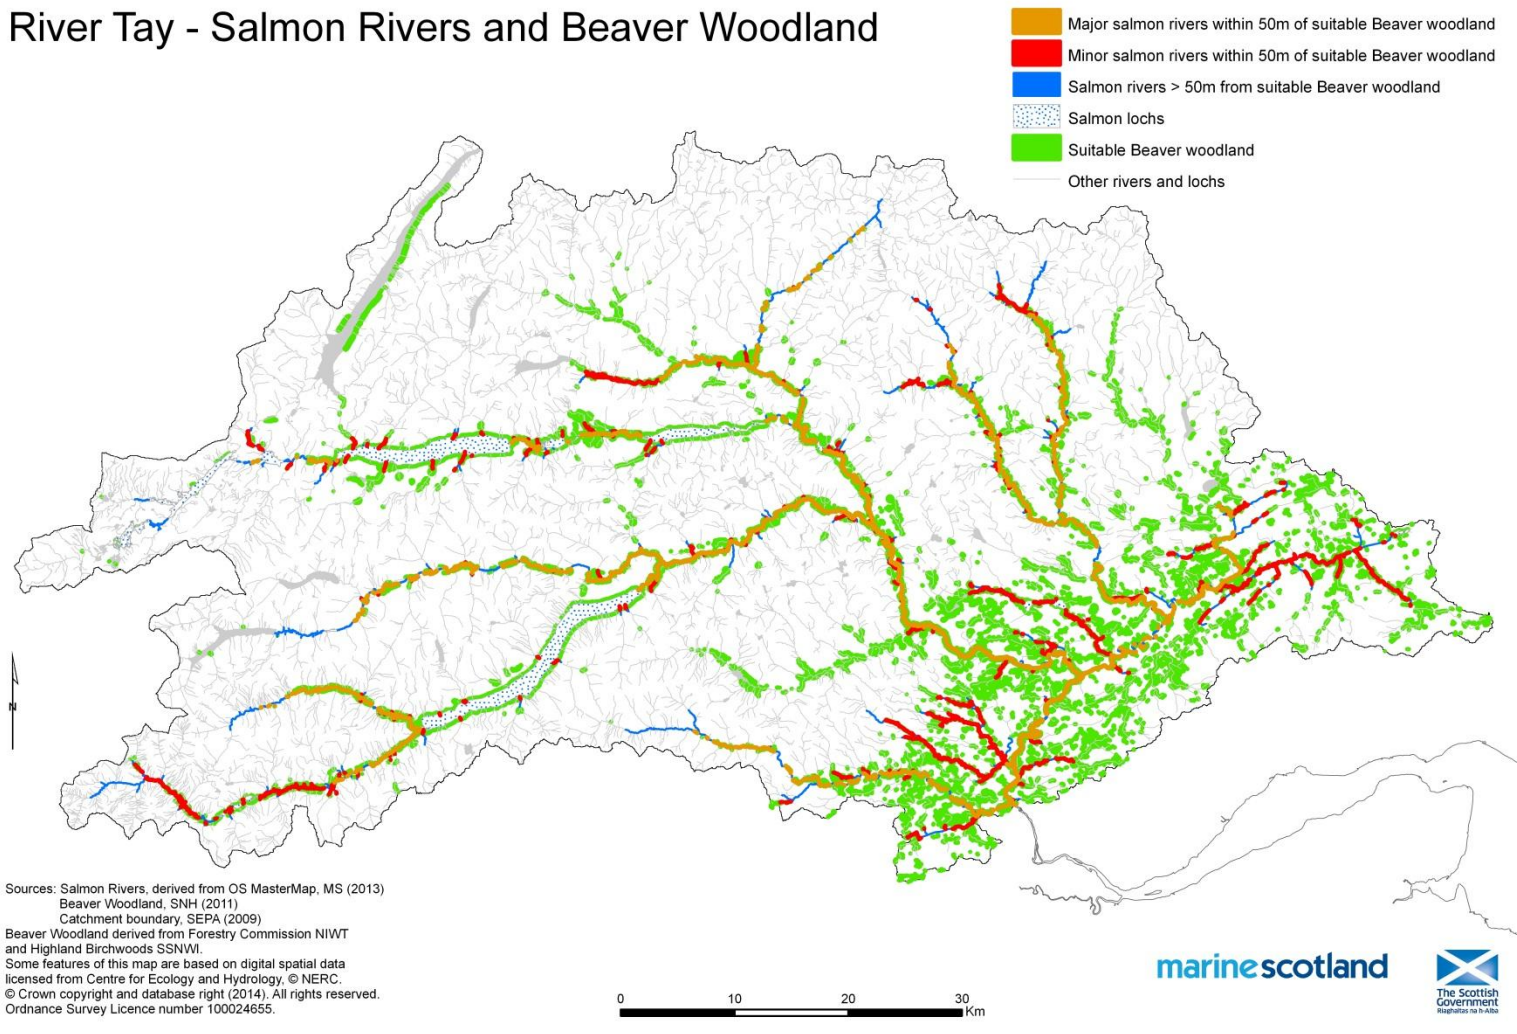 River Tay - Salmon Rivers and Beaver Woodland
Major salmon rivers within 50m of suitable Beaver woodland
Minor salmon rivers within 50m of suitable Beaver woodland
Salmon rivers > 50m from suitable Beaver woodland
Salmon lochs
Suitable Beaver woodland
Other rivers and lochs
N
Sources: Salmon Rivers, derived from OS MasterMap, MS (2013)
Beaver Woodland, SNH (2011)
Catchment boundary, SEPA (2009)
Beaver Woodland derived from Forestry Commission NIWT
and Highland Birchwoods SSNWI.
Some features of this map are based on digital spatial data
licensed from Centre for Ecology and Hydrology, © NERC.
© Crown copyright and database right (2014). All rights reserved.
Ordnance Survey Licence number 100024655.
0 10 20 30
Km
marinescotland
The Scottish
Government
Riaghaltas na h-Alba